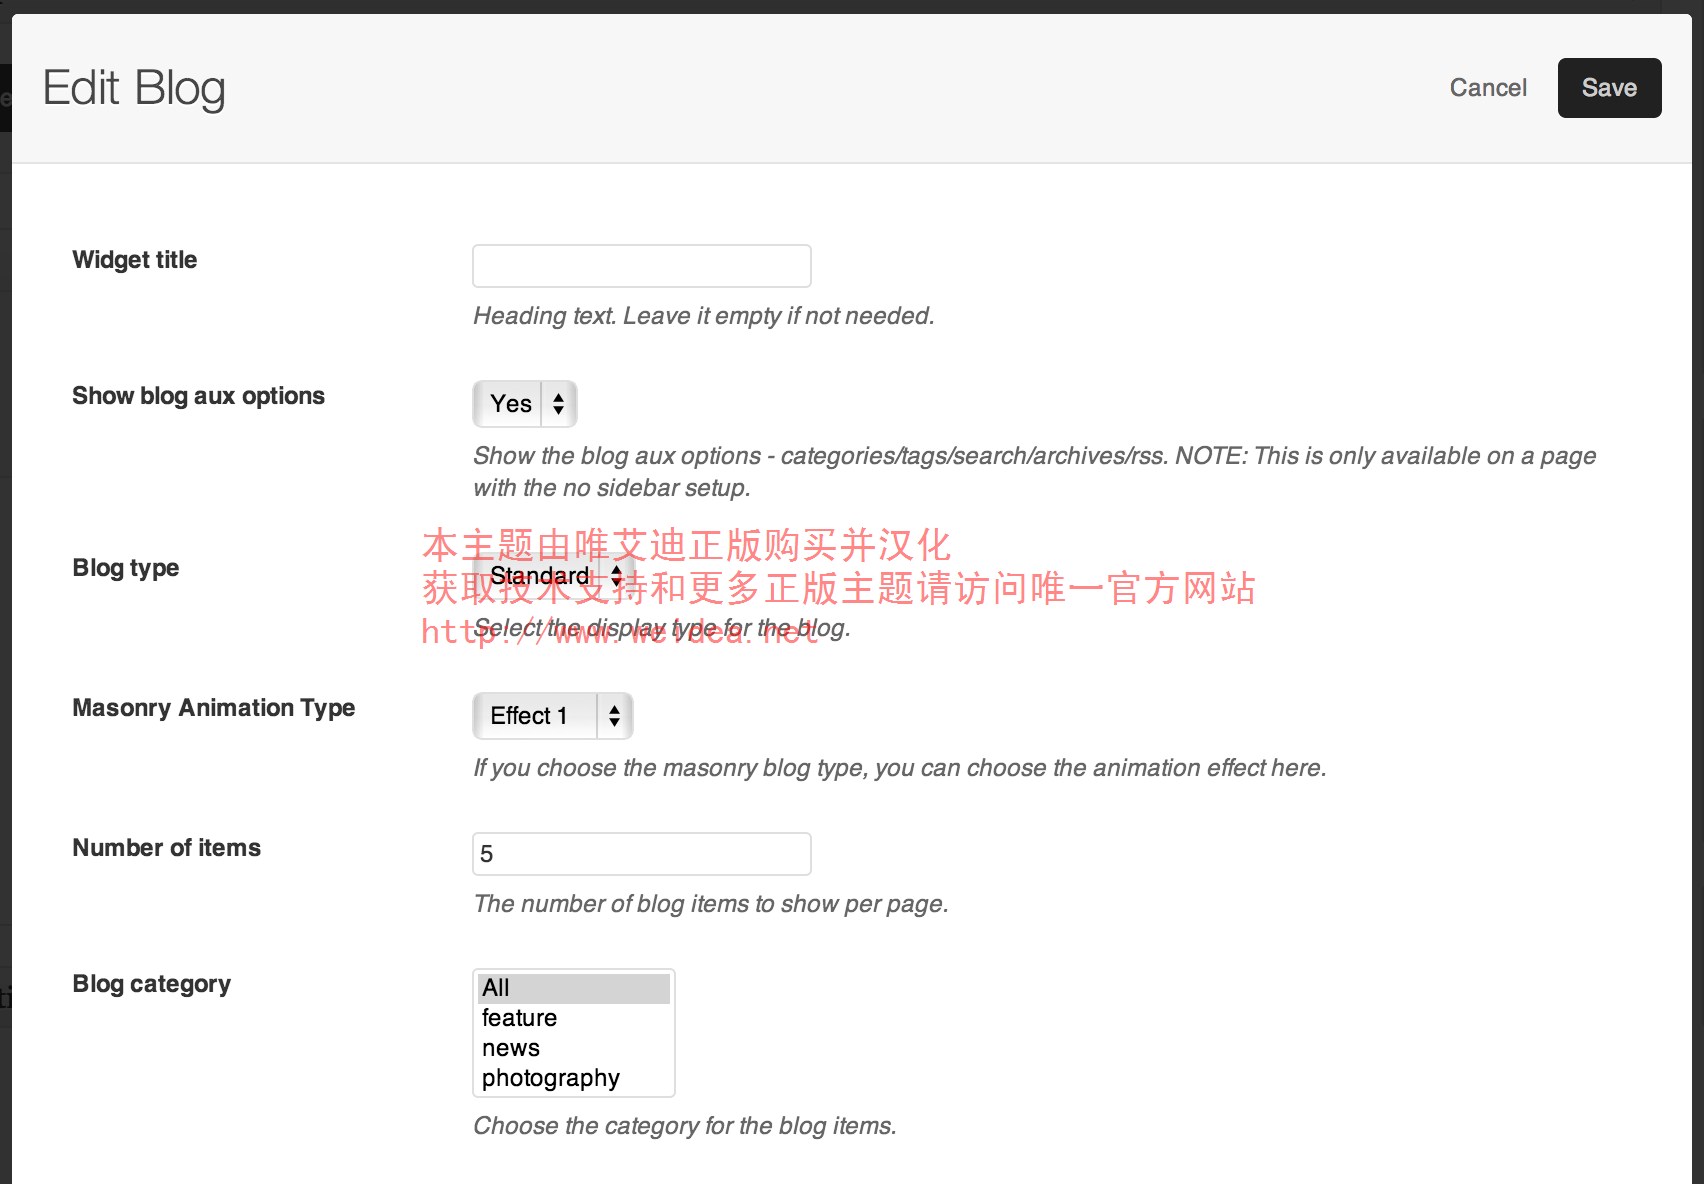 Edit Blog
Cancel
Save
Widget title
Heading text. Leave it empty if not needed.
Show blog aux options
Yes
Show the blog aux options - categories/tags/search/archives/rss. NOTE: This is only available on a page
with the no sidebar setup.
本主题由唯艾迪正版购买并汉化
Blog type
Standard
获取技术支持和更多正版主题请访问唯一官方网站
Select the display type for the blog.
http://www.weidea.net
Masonry Animation Type
Effect 1
If you choose the masonry blog type, you can choose the animation effect here.
Number of items
5
The number of blog items to show per page.
Blog category
All
feature
news
photography
Choose the category for the blog items.